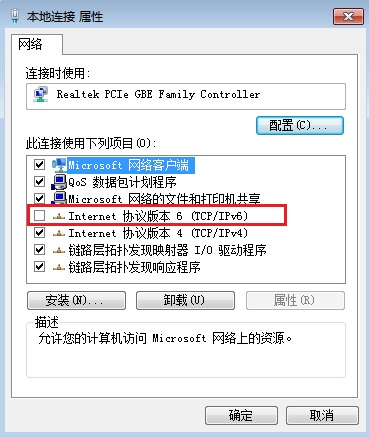 本地连接 属性
网络
连接时使用:
Realtek PCIe GBE Family Controller
配置(C)...
此连接使用下列项目(O):
Microsoft 网络客户端
QoS 数据包计划程序
Microsoft 网络的文件和打印机共享
Internet 协议版本 6 (TCP/IPv6)
Internet 协议版本 4 (TCP/IPv4)
链路层拓扑发现映射器 I/O 驱动程序
链路层拓扑发现响应程序
安装(N)... 卸载(U) 属性(R)
描述
允许您的计算机访问 Microsoft 网络上的资源。
确定 取消